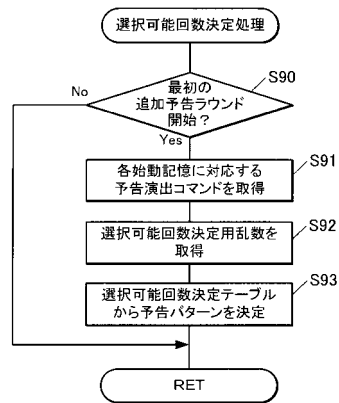 選択可能回数決定処理
S90
最初の
追加予告ラウンド
開始？
No
Yes
S91
各始動記憶に対応する
予告演出コマンドを取得
S92
選択可能回数決定用乱数を
取得
S93
選択可能回数決定テーブル
から予告パターンを決定
RET